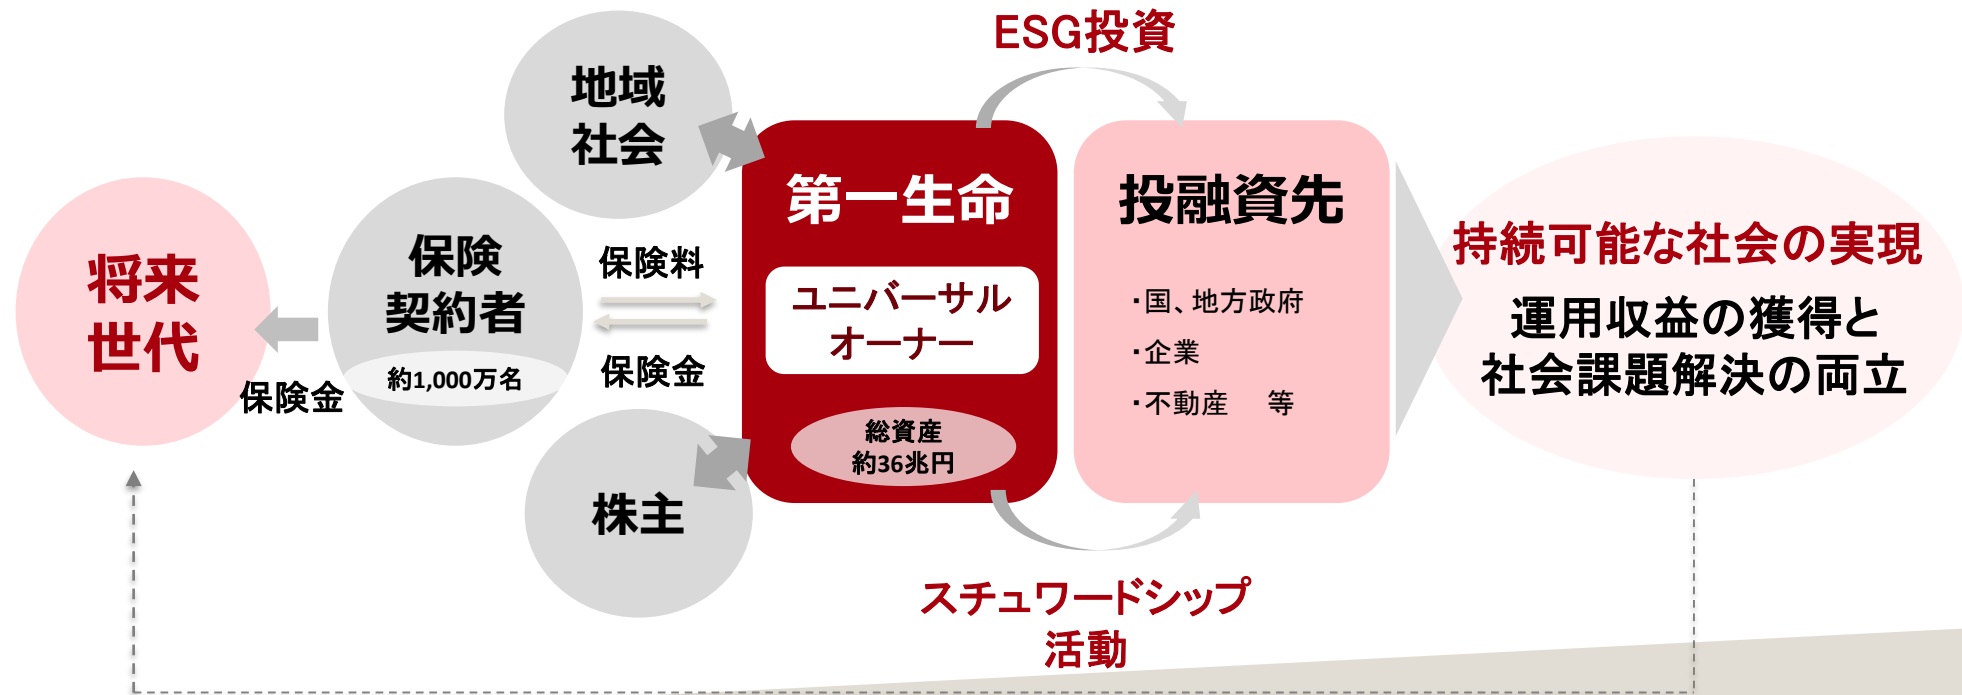 ESG投資
地域
社会
第一生命
投融資先
将来
世代
保険
契約者
約1,000万名
保険料
保険金
保険金
ユニバーサル
オーナー
総資産
約36兆円
・国、地方政府
・企業
・不動産 等
持続可能な社会の実現
運用収益の獲得と
社会課題解決の両立
株主
スチュワードシップ
活動